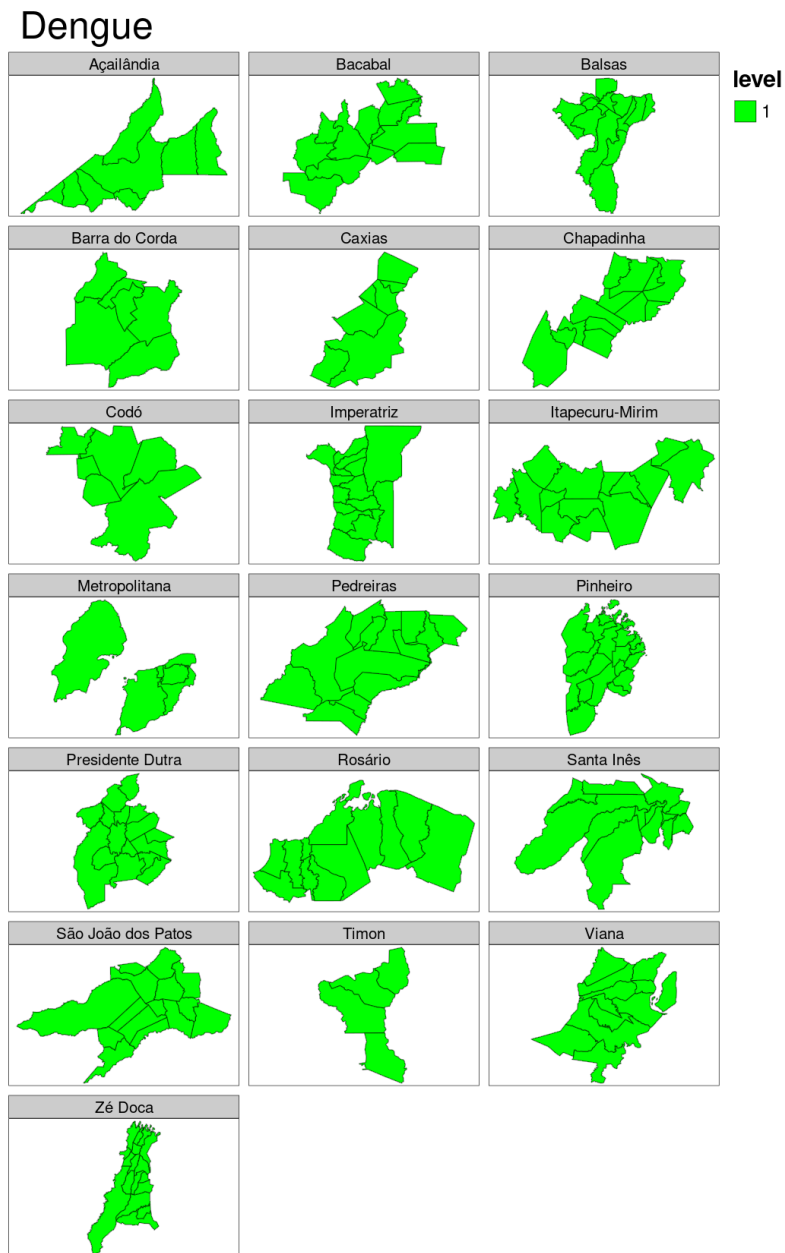 Dengue
Açailândia
Bacabal
Balsas
level
1
Barra do Corda
Caxias
Chapadinha
Codó
Imperatriz
Itapecuru-Mirim
Metropolitana
Pedreiras
Pinheiro
Presidente Dutra
Rosário
Santa Inês
São João dos Patos
Timon
Viana
Zé Doca